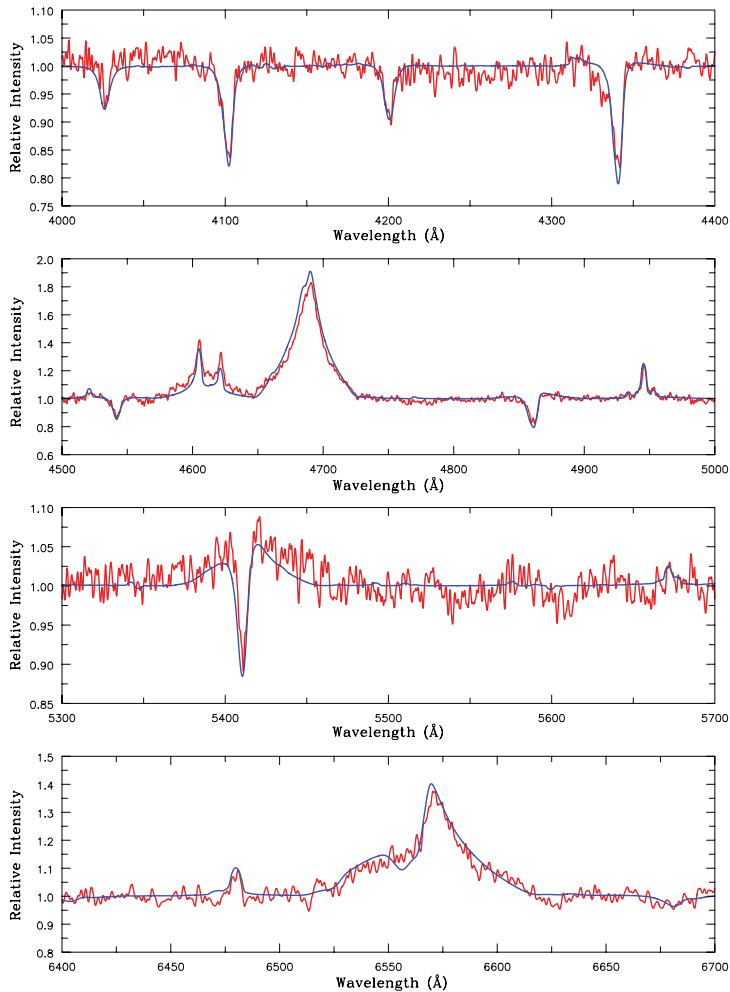 1.10
1.05
1.00
0.95
0.90
0.85
0.80
0.75
Relative Intensity
4000 4100 4200 4300 4400
Wavelength (Å)
2.0
1.8
1.6
1.4
1.2
1.0
0.8
0.6
Relative Intensity
4500 4600 4700 4800 4900 5000
Wavelength (Å)
1.10
1.05
1.00
0.95
0.90
0.85
Relative Intensity
5300 5400 5500 5600 5700
Wavelength (Å)
1.5
1.4
1.3
1.2
1.1
1.0
0.9
0.8
Relative Intensity
6400 6450 6500 6550 6600 6650 6700
Wavelength (Å)